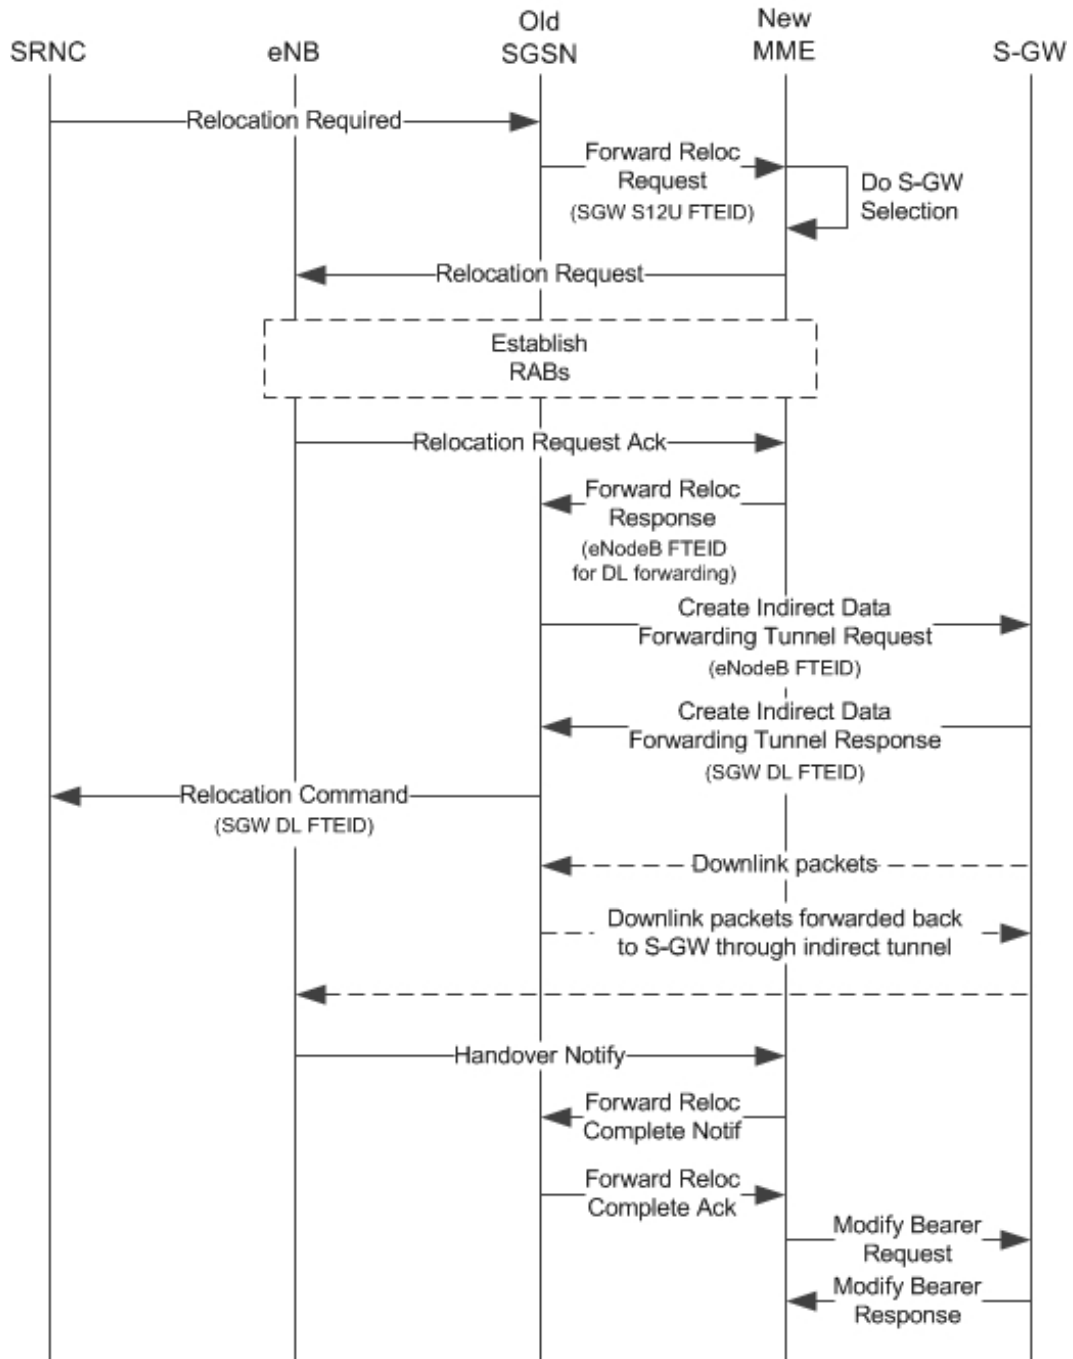 SRNC
eNB
Old
SGSN
New
MME
S-GW
Relocation Required
Forward Reloc
Request
(SGW S12U FTEID)
Do S-GW
Selection
Relocation Request
Establish
RABs
Relocation Request Ack
Forward Reloc
Response
(eNodeB FTEID
for DL forwarding)
Create Indirect Data
Forwarding Tunnel Request
(eNodeB FTEID)
Create Indirect Data
Forwarding Tunnel Response
(SGW DL FTEID)
Relocation Command
(SGW DL FTEID)
Downlink packets
Downlink packets forwarded back
to S-GW through indirect tunnel
Handover Notify
Forward Reloc
Complete Notif
Forward Reloc
Complete Ack
Modify Bearer
Request
Modify Bearer
Response